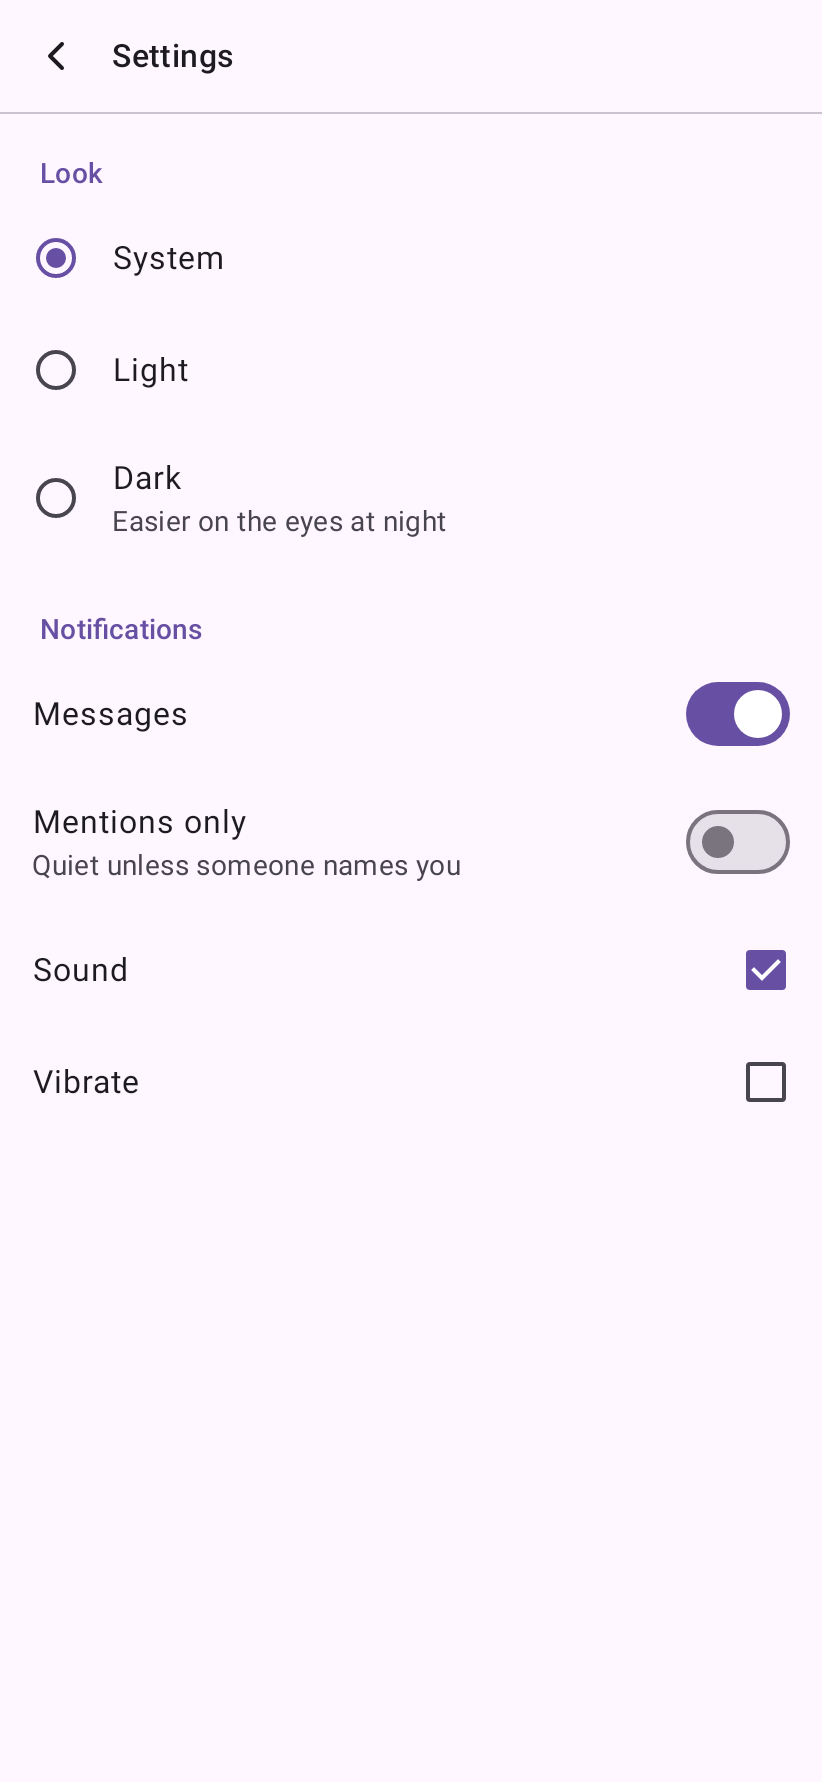 Settings
Look
System
Light
Dark
Easier on the eyes at night
Notifications
Messages
Mentions only
Quiet unless someone names you
Sound
Vibrate